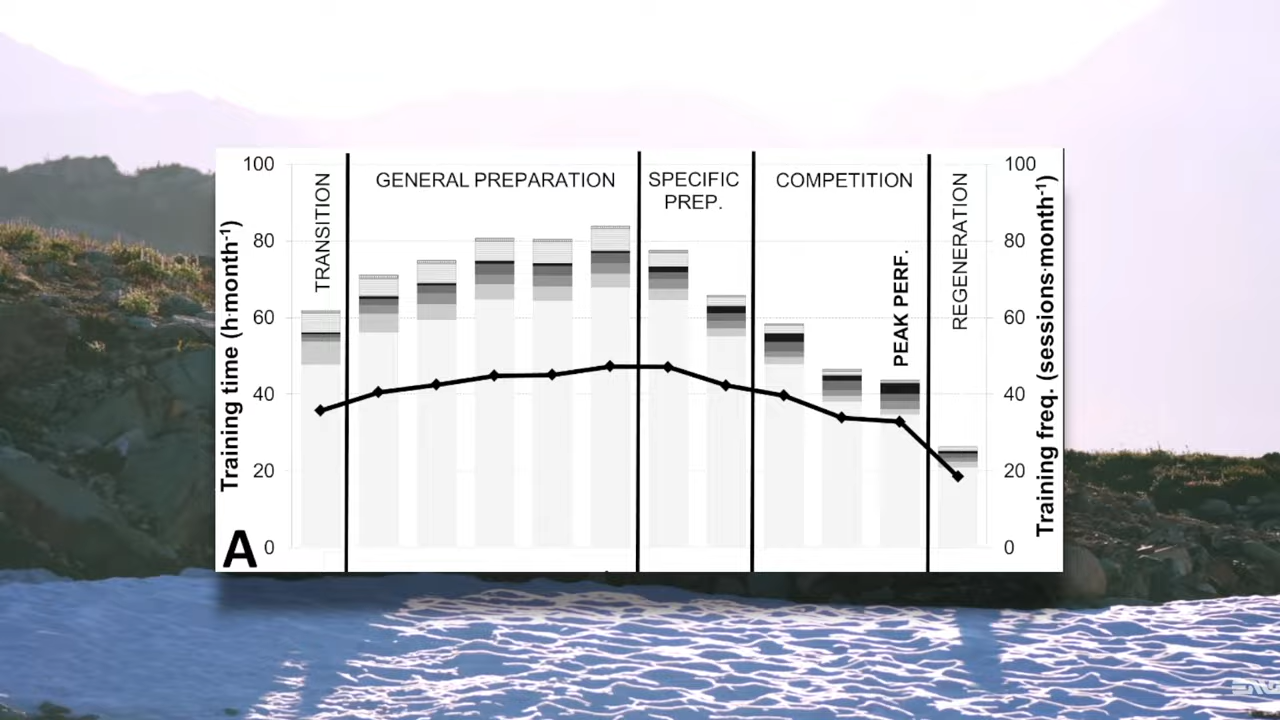 100
80
60
40
20
0
Training time (h·month-¹)
TRANSITION
GENERAL PREPARATION
SPECIFIC
PREP.
COMPETITION
PEAK PERF.
REGENERATION
100
80
60
40
20
0
Training freq. (sessions·month-¹)
A